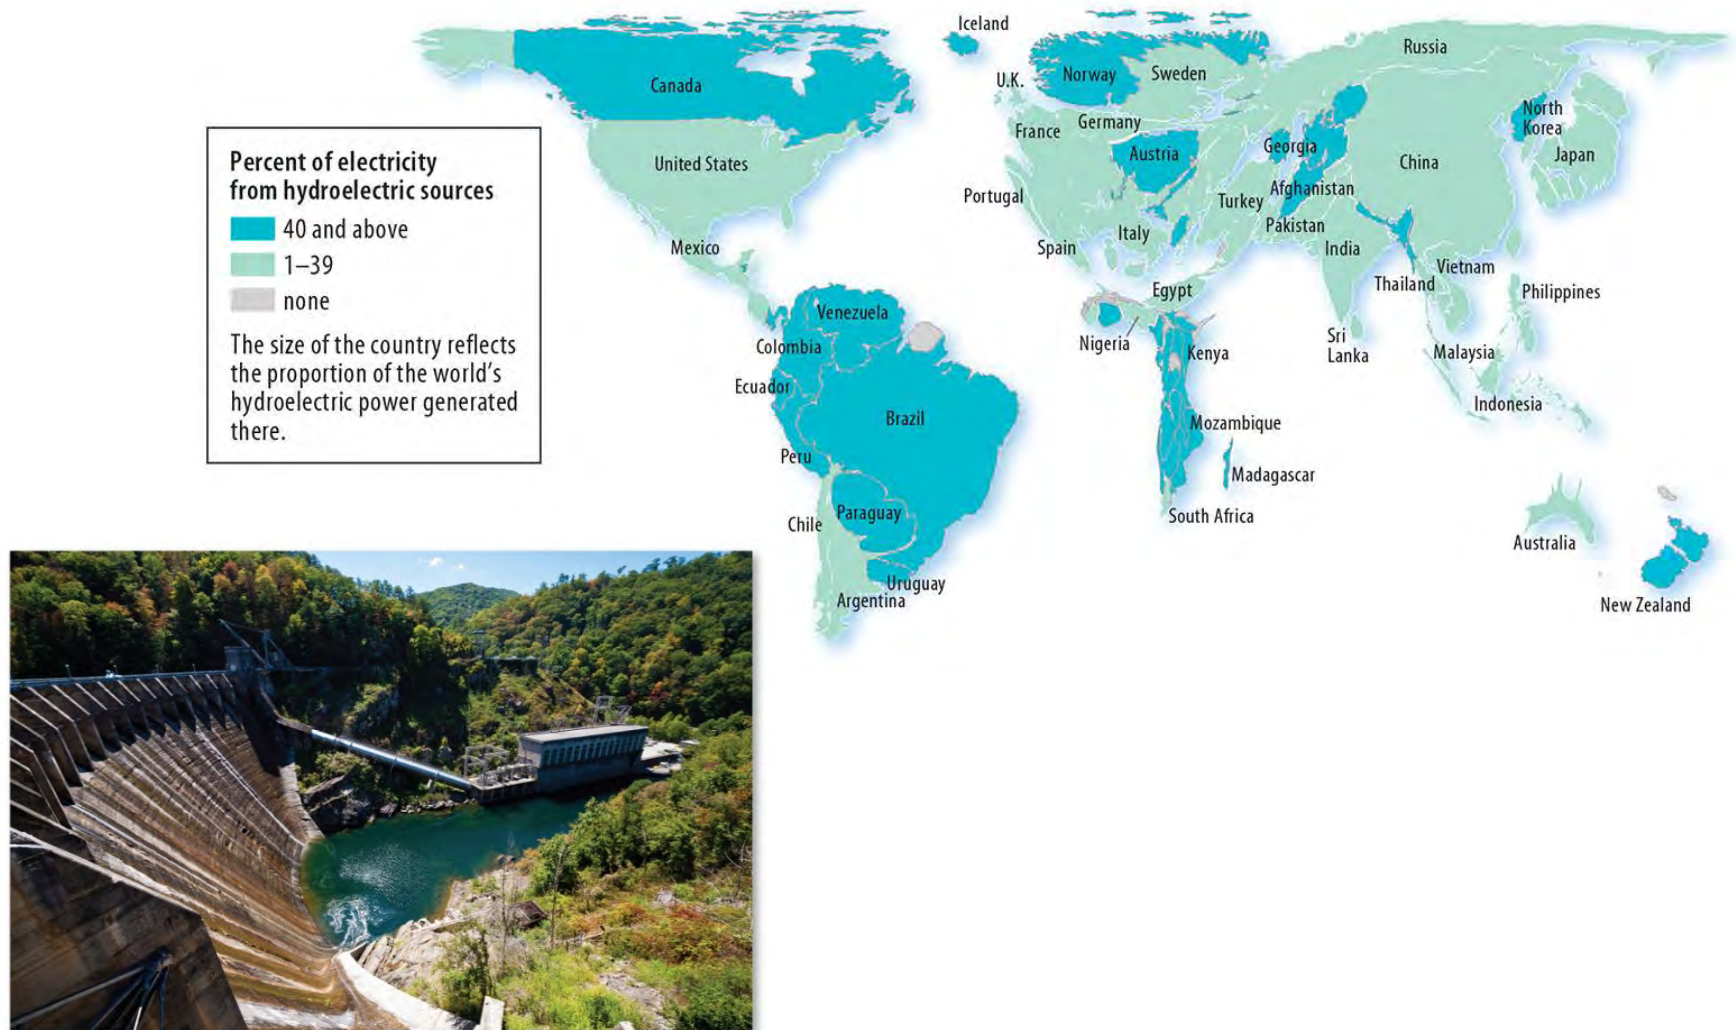 Percent of electricity
from hydroelectric sources
40 and above
1–39
none
The size of the country reflects
the proportion of the world's
hydroelectric power generated
there.
Iceland
Russia
Canada
U.K.
Norway
Sweden
North
Korea
France
Germany
Georgia
Japan
United States
Austria
China
Portugal
Afghanistan
Turkey
Pakistan
Mexico
Spain
Italy
India
Vietnam
Thailand
Philippines
Egypt
Venezuela
Colombia
Nigeria
Kenya
Sri
Lanka
Malaysia
Ecuador
Indonesia
Brazil
Mozambique
Peru
Madagascar
Chile
Paraguay
South Africa
Australia
Uruguay
Argentina
New Zealand